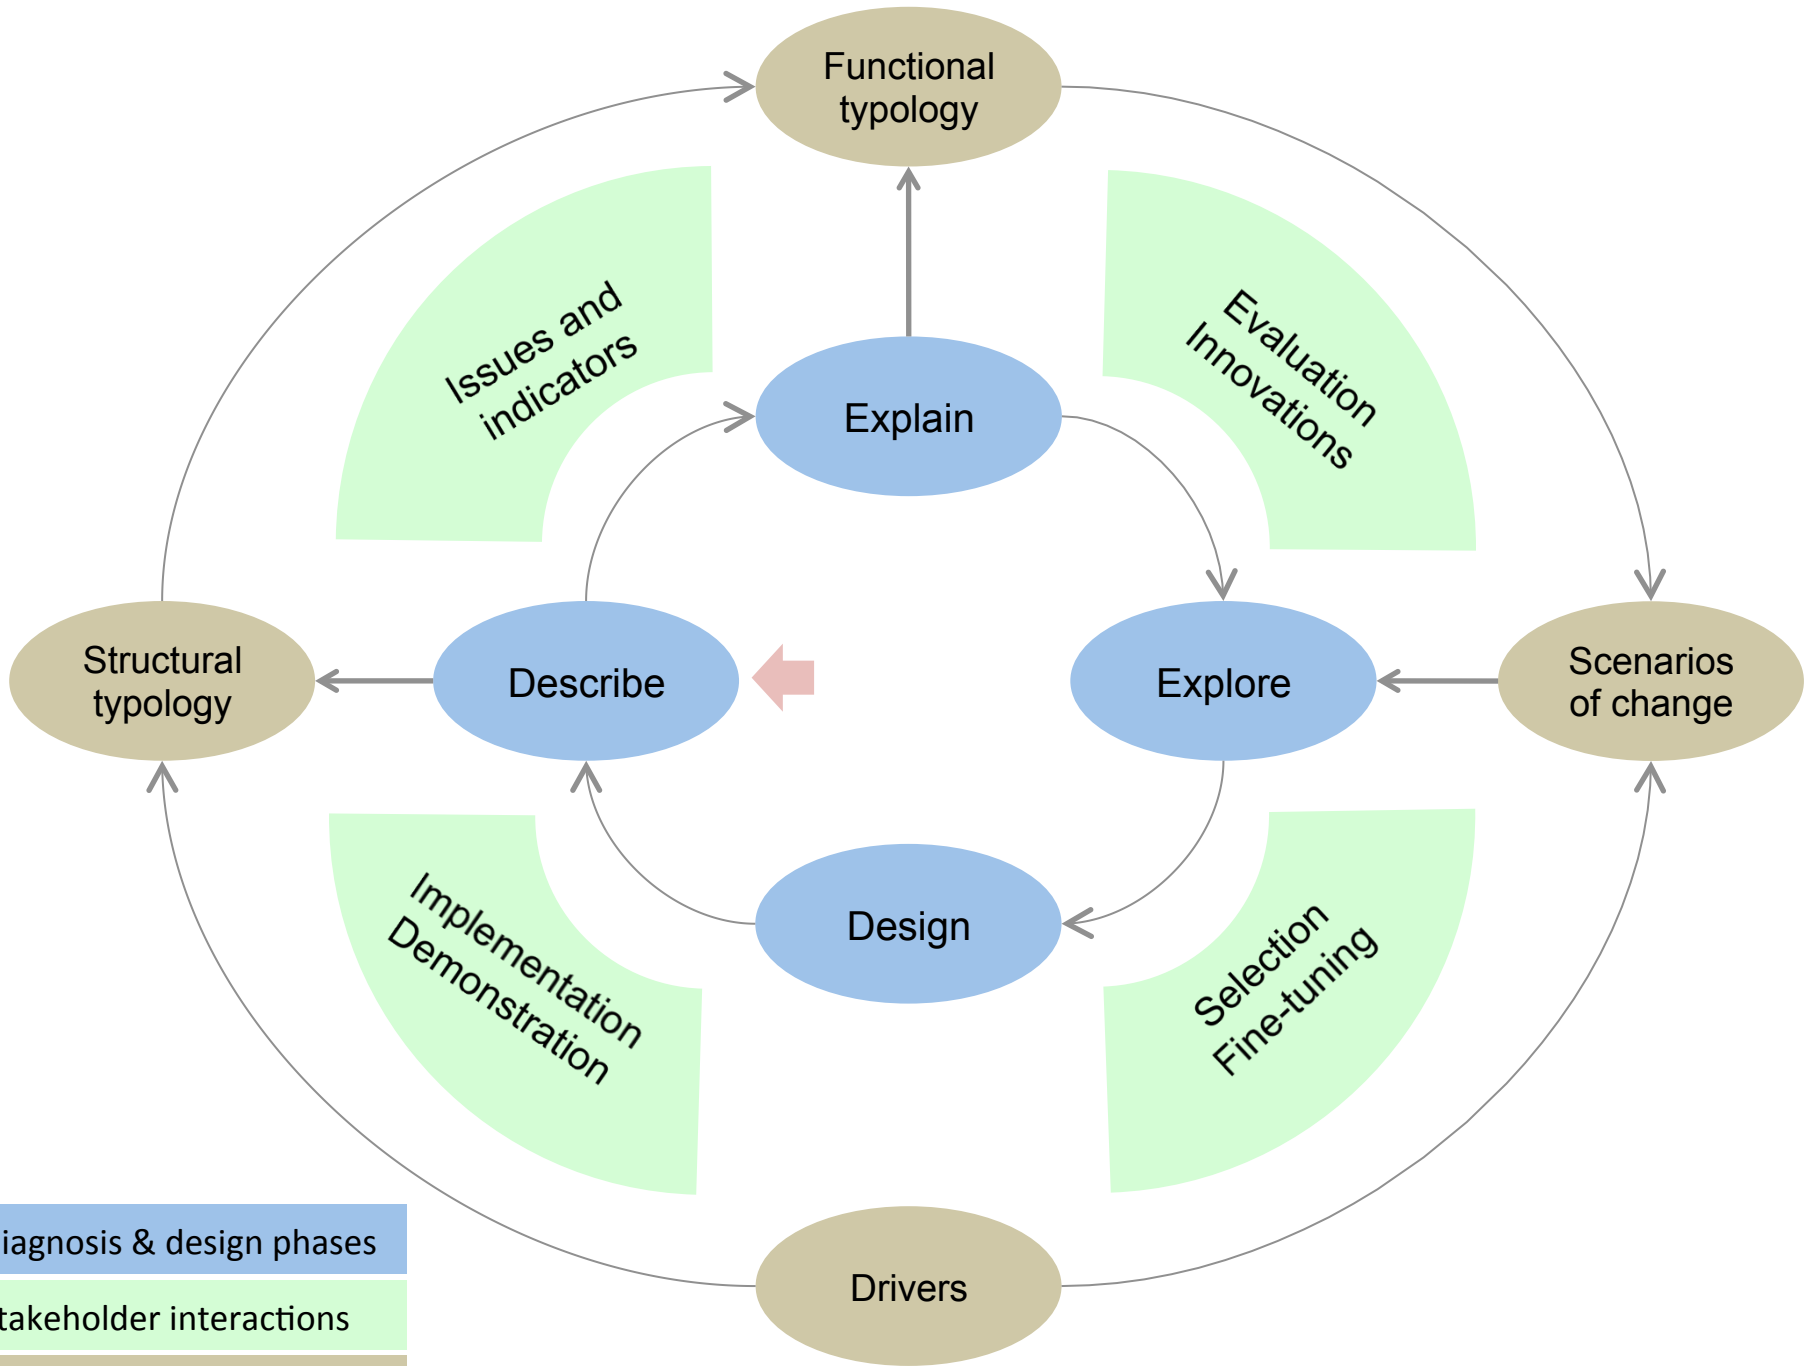 Functional
typology
Issues and
indicators
Evaluation
Innovations
Explain
Structural
typology
Describe
Explore
Scenarios
of change
Implementation
Demonstration
Design
Selection
Fine-tuning
Drivers
iagnosis & design phases
takeholder interactions